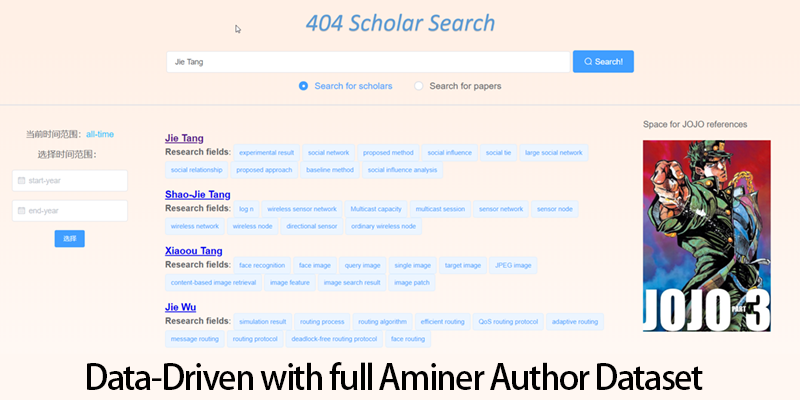 404 Scholar Search
Jie Tang
Search!
Search for scholars
Search for papers
当前时间范围：all-time
选择时间范围：
start-year
end-year
选择
Jie Tang
Research fields: experimental result social network proposed method social influence social tie large social network
social relationship proposed approach baseline method social influence analysis
Shao-Jie Tang
Research fields: log n wireless sensor network Multicast capacity multicast session sensor network sensor node
wireless network wireless node directional sensor ordinary wireless node
Xiaoou Tang
Research fields: face recognition face image query image single image target image JPEG image
content-based image retrieval image feature image search result image patch
Jie Wu
Research fields: simulation result routing process routing algorithm efficient routing QoS routing protocol adaptive routing
message routing routing protocol deadlock-free routing protocol face routing
Space for JOJO references
JOJO PART 3
Data-Driven with full Aminer Author Dataset